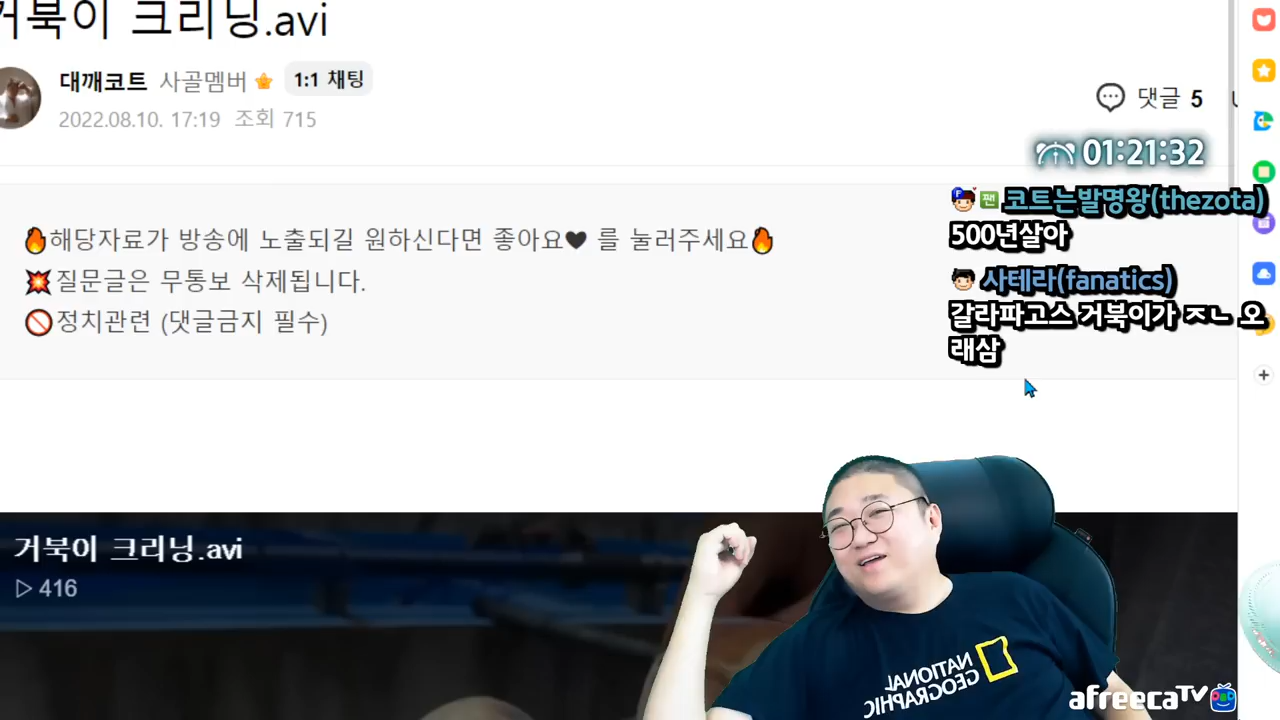 거북이 크리닝.avi
대깨코트 사골멤버 1:1 채팅
2022.08.10. 17:19 조회 715
댓글 5
01:21:32
🔥해당자료가 방송에 노출되길 원하신다면 좋아요🖤 를 눌러주세요🔥
💥질문글은 무통보 삭제됩니다.
🚫정치관련 (댓글금지 필수)
F 팬 코트는발명왕(thezota)
500년살아
사테라(fanatics)
갈라파고스 거북이가 ㅈㄴ 오
래삼
거북이 크리닝.avi
▷ 416
NATIONAL
GEOGRAPHIC
afreecaTV